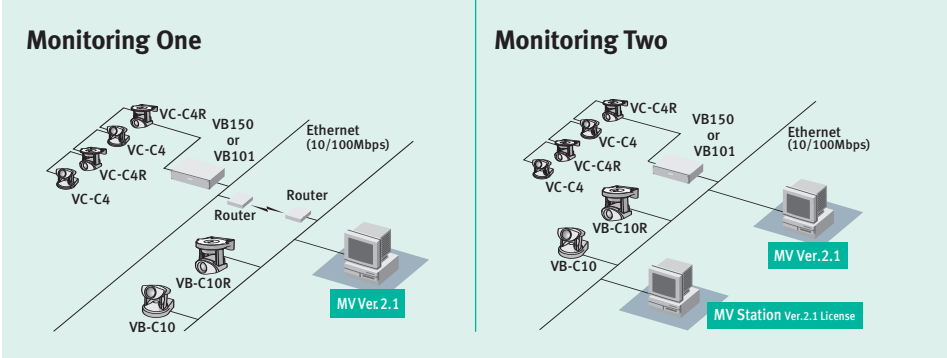 Monitoring One
VC-C4R
VC-C4
VC-C4R
VC-C4
VB150
or
VB101
Ethernet
(10/100Mbps)
Router
Router
VB-C10R
VB-C10
MV Ver.2.1
Monitoring Two
VC-C4R
VC-C4
VC-C4R
VC-C4
VB150
or
VB101
Ethernet
(10/100Mbps)
VB-C10R
VB-C10
MV Ver.2.1
MV Station Ver.2.1 License